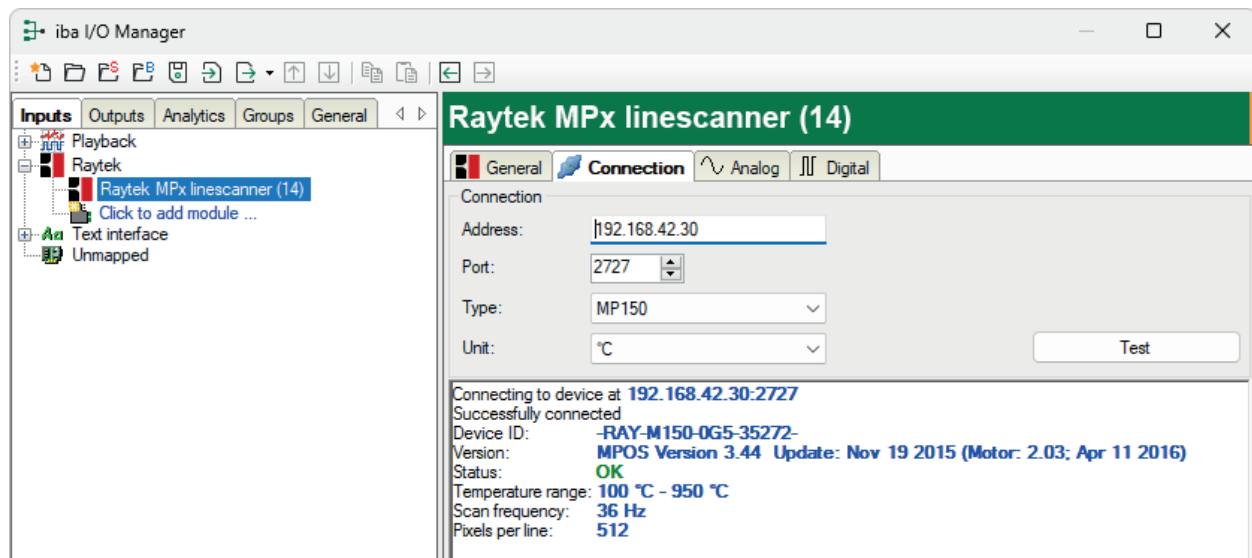 iba I/O Manager
Inputs Outputs Analytics Groups General
Playback
Raytek
Raytek MPx linescanner (14)
Click to add module ...
Text interface
Unmapped
Raytek MPx linescanner (14)
General Connection Analog Digital
Connection
Address: 192.168.42.30
Port: 2727
Type: MP150
Unit: °C Test
Connecting to device at 192.168.42.30:2727
Successfully connected
Device ID: -RAY-M150-0G5-35272-
Version: MPOS Version 3.44 Update: Nov 19 2015 (Motor: 2.03; Apr 11 2016)
Status: OK
Temperature range: 100 °C - 950 °C
Scan frequency: 36 Hz
Pixels per line: 512